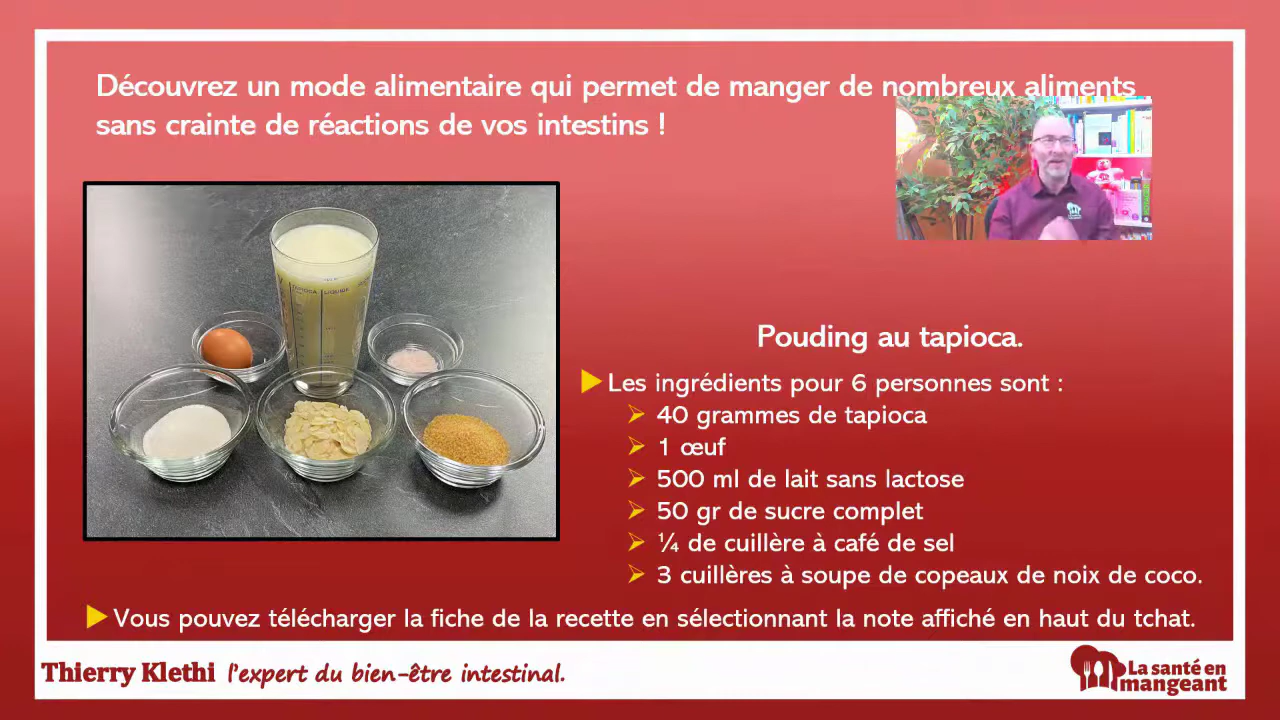 Découvrez un mode alimentaire qui permet de manger de nombreux aliments
sans crainte de réactions de vos intestins !
TAPIOCA
LIQUIDE
Pouding au tapioca.
Les ingrédients pour 6 personnes sont :
40 grammes de tapioca
1 œuf
500 ml de lait sans lactose
50 gr de sucre complet
¼ de cuillère à café de sel
3 cuillères à soupe de copeaux de noix de coco.
Vous pouvez télécharger la fiche de la recette en sélectionnant la note affiché en haut du tchat.
Thierry Klethi l'expert du bien-être intestinal.
La santé en
mangeant